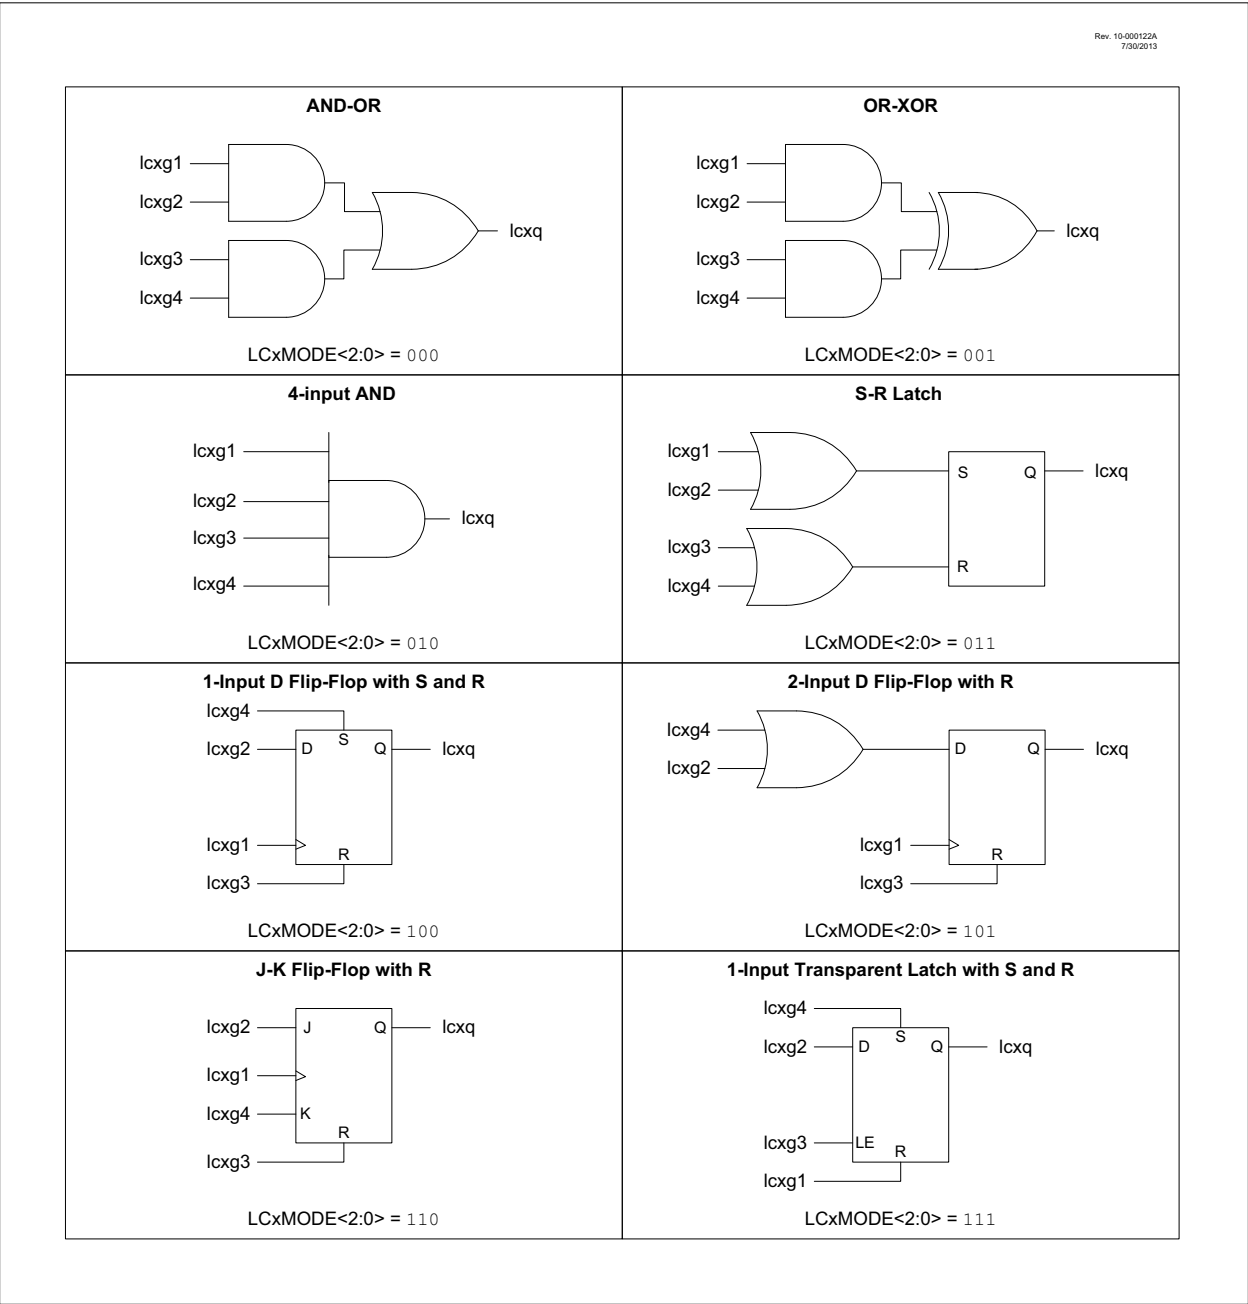 Rev. 10-000122A
7/30/2013
AND-OR
lcxg1
lcxg2
lcxg3
lcxg4
lcxq
LCxMODE<2:0> = 000
OR-XOR
lcxg1
lcxg2
lcxg3
lcxg4
lcxq
LCxMODE<2:0> = 001
4-input AND
lcxg1
lcxg2
lcxg3
lcxg4
lcxq
LCxMODE<2:0> = 010
S-R Latch
lcxg1
lcxg2
lcxg3
lcxg4
S
Q
lcxq
R
LCxMODE<2:0> = 011
1-Input D Flip-Flop with S and R
lcxg4
S
lcxg2
D
Q
lcxq
lcxg1
R
lcxg3
LCxMODE<2:0> = 100
2-Input D Flip-Flop with R
lcxg4
lcxg2
D
Q
lcxq
lcxg1
R
lcxg3
LCxMODE<2:0> = 101
J-K Flip-Flop with R
lcxg2
J
Q
lcxq
lcxg1
lcxg4
K
R
lcxg3
LCxMODE<2:0> = 110
1-Input Transparent Latch with S and R
lcxg4
S
lcxg2
D
Q
lcxq
lcxg3
LE
R
lcxg1
LCxMODE<2:0> = 111